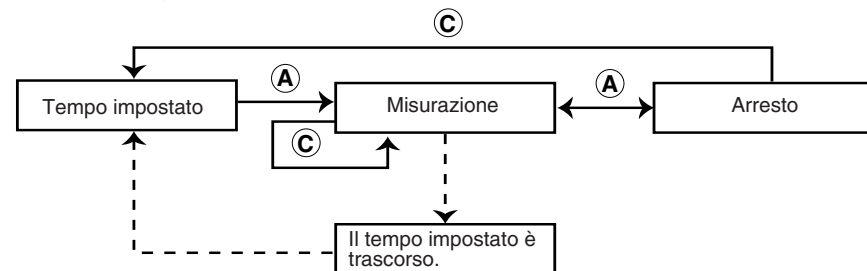 C
Tempo impostato
A
Misurazione
A
Arresto
C
Il tempo impostato è
trascorso.